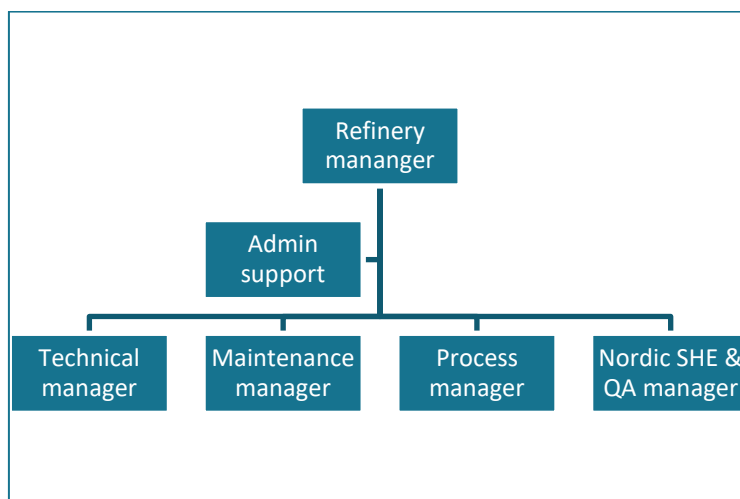 Refinery
mananger
Admin
support
Technical
manager
Maintenance
manager
Process
manager
Nordic SHE &
QA manager